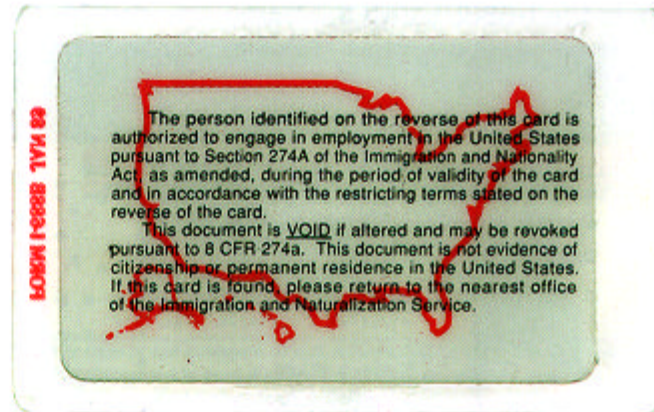 The person identified on the reverse of this card is
authorized to engage in employment in the United States
pursuant to Section 274A of the Immigration and Nationality
Act, as amended, during the period of validity of the card
and in accordance with the restricting terms stated on the
reverse of the card.
This document is VOID if altered and may be revoked
pursuant to 8 CFR 274a. This document is not evidence of
citizenship or permanent residence in the United States.
If this card is found, please return to the nearest office
of the Immigration and Naturalization Service.
FORM I-688B JAN 89